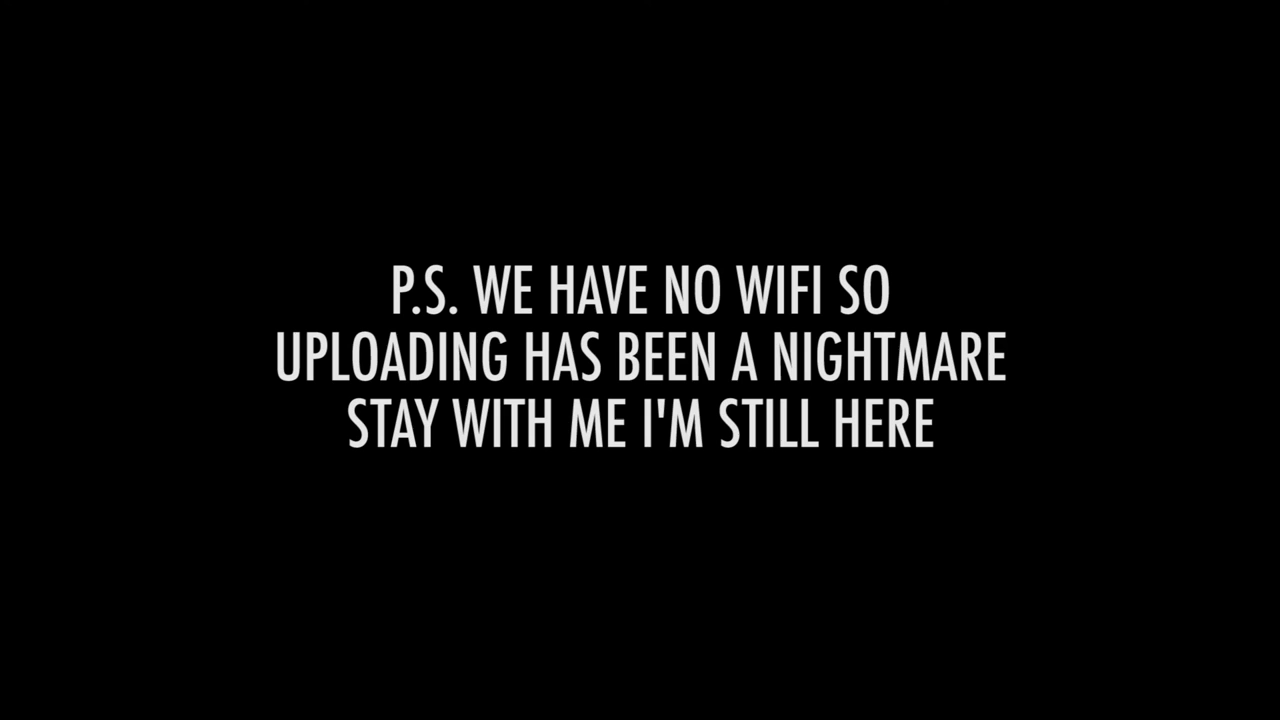 P.S. WE HAVE NO WIFI SO
UPLOADING HAS BEEN A NIGHTMARE
STAY WITH ME I'M STILL HERE